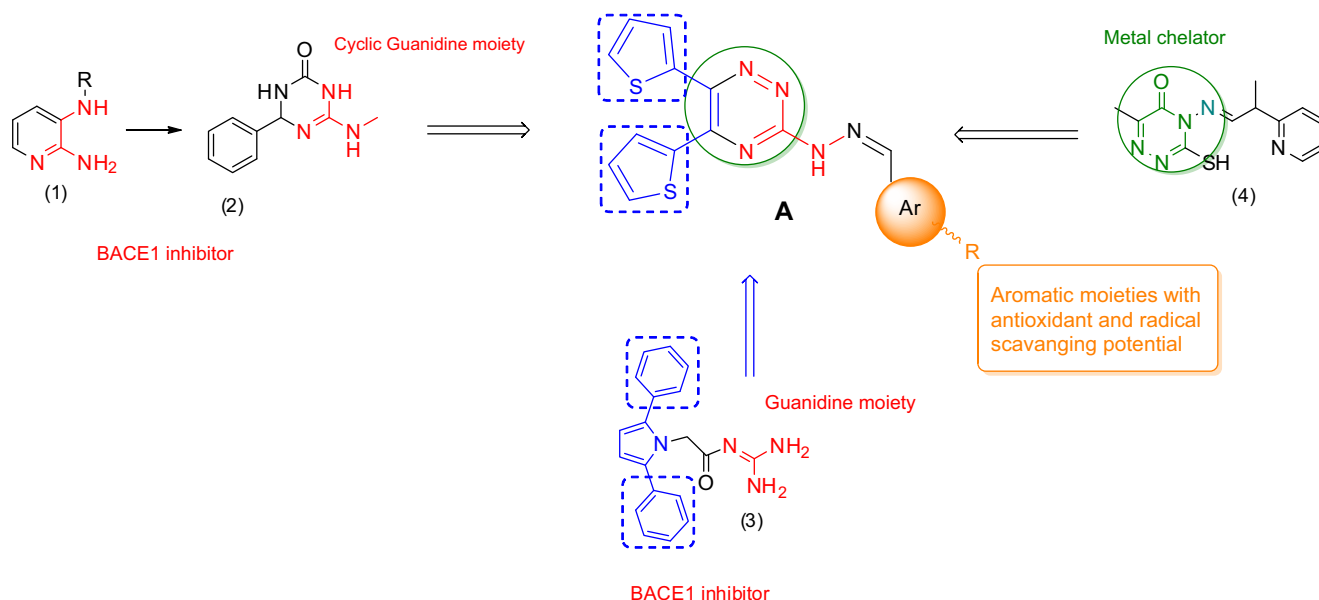 Cyclic Guanidine moiety
Metal chelator
R
NH
N
NH2
(1)
O
NH
NH
N
N
H
(2)
BACE1 inhibitor
S
S
N
N
N
N
H
N
A
Ar
R
O
N
N
N
N
SH
N
(4)
Aromatic moieties with
antioxidant and radical
scavanging potential
Guanidine moiety
N
O
N
NH2
NH2
(3)
BACE1 inhibitor